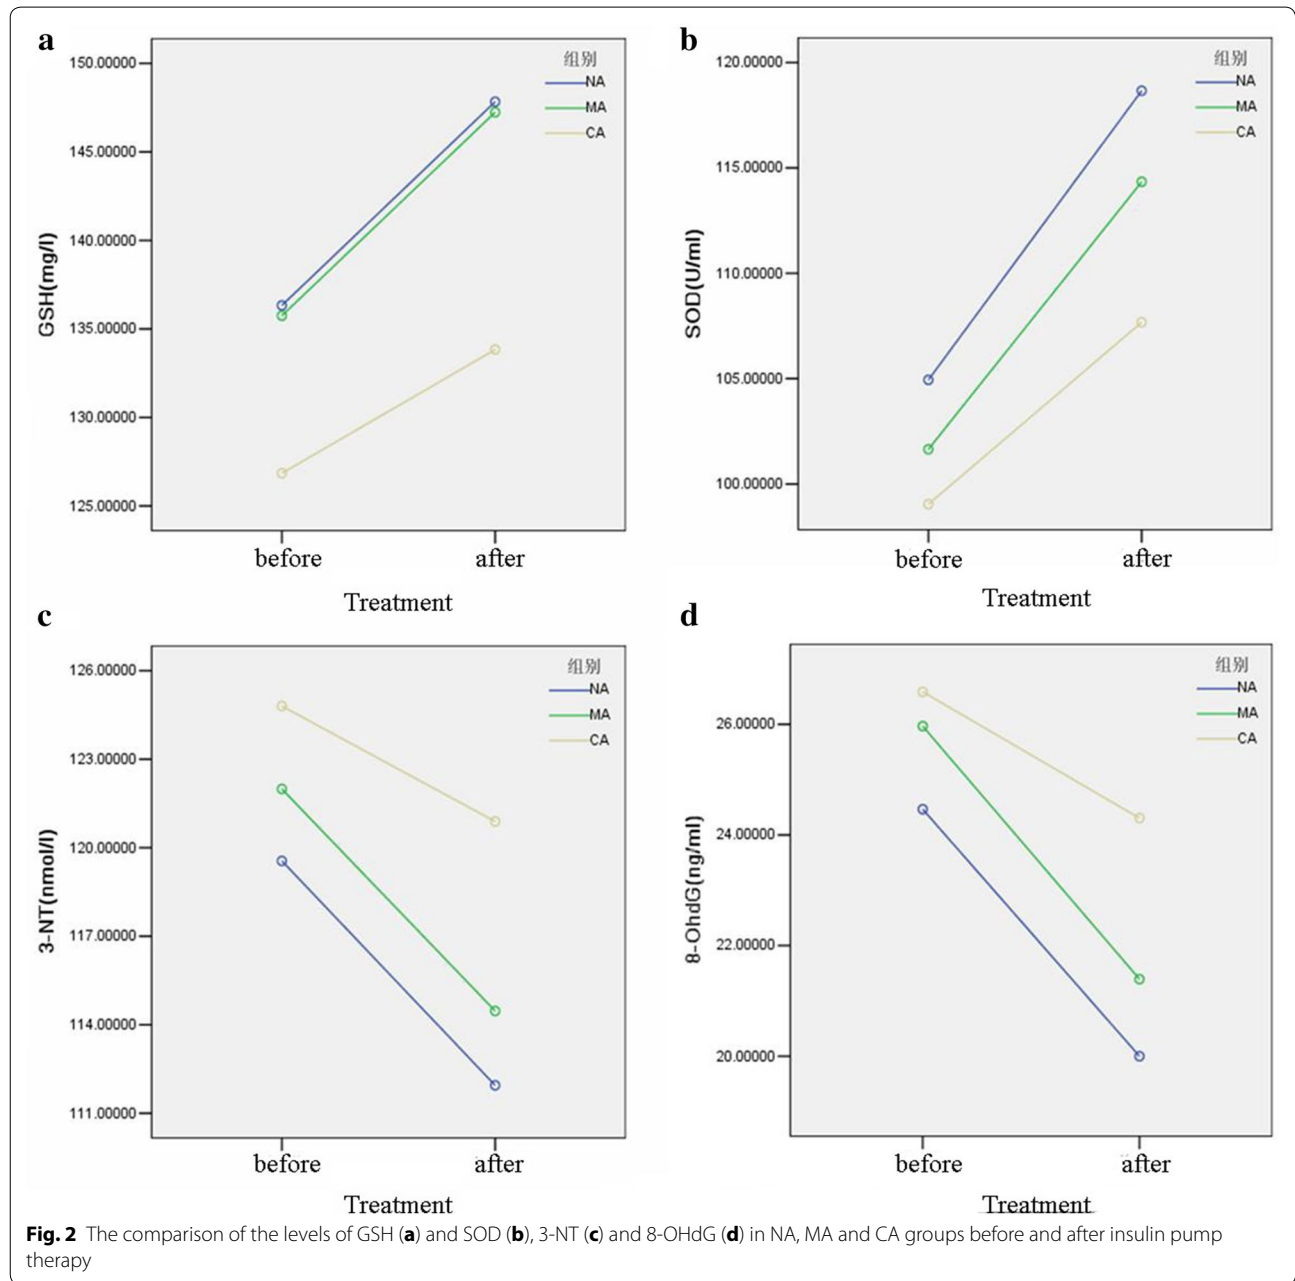 a
组别
NA
MA
CA
150.00000
145.00000
140.00000
135.00000
130.00000
125.00000
GSH(mg/l)
before after
Treatment
b
组别
NA
MA
CA
120.00000
115.00000
110.00000
105.00000
100.00000
SOD(U/ml)
before after
Treatment
c
组别
NA
MA
CA
126.00000
123.00000
120.00000
117.00000
114.00000
111.00000
3-NT(nmol/l)
before after
Treatment
d
组别
NA
MA
CA
26.00000
24.00000
22.00000
20.00000
8-OhdG(ng/ml)
before after
Treatment
Fig. 2 The comparison of the levels of GSH (a) and SOD (b), 3-NT (c) and 8-OHdG (d) in NA, MA and CA groups before and after insulin pump
therapy